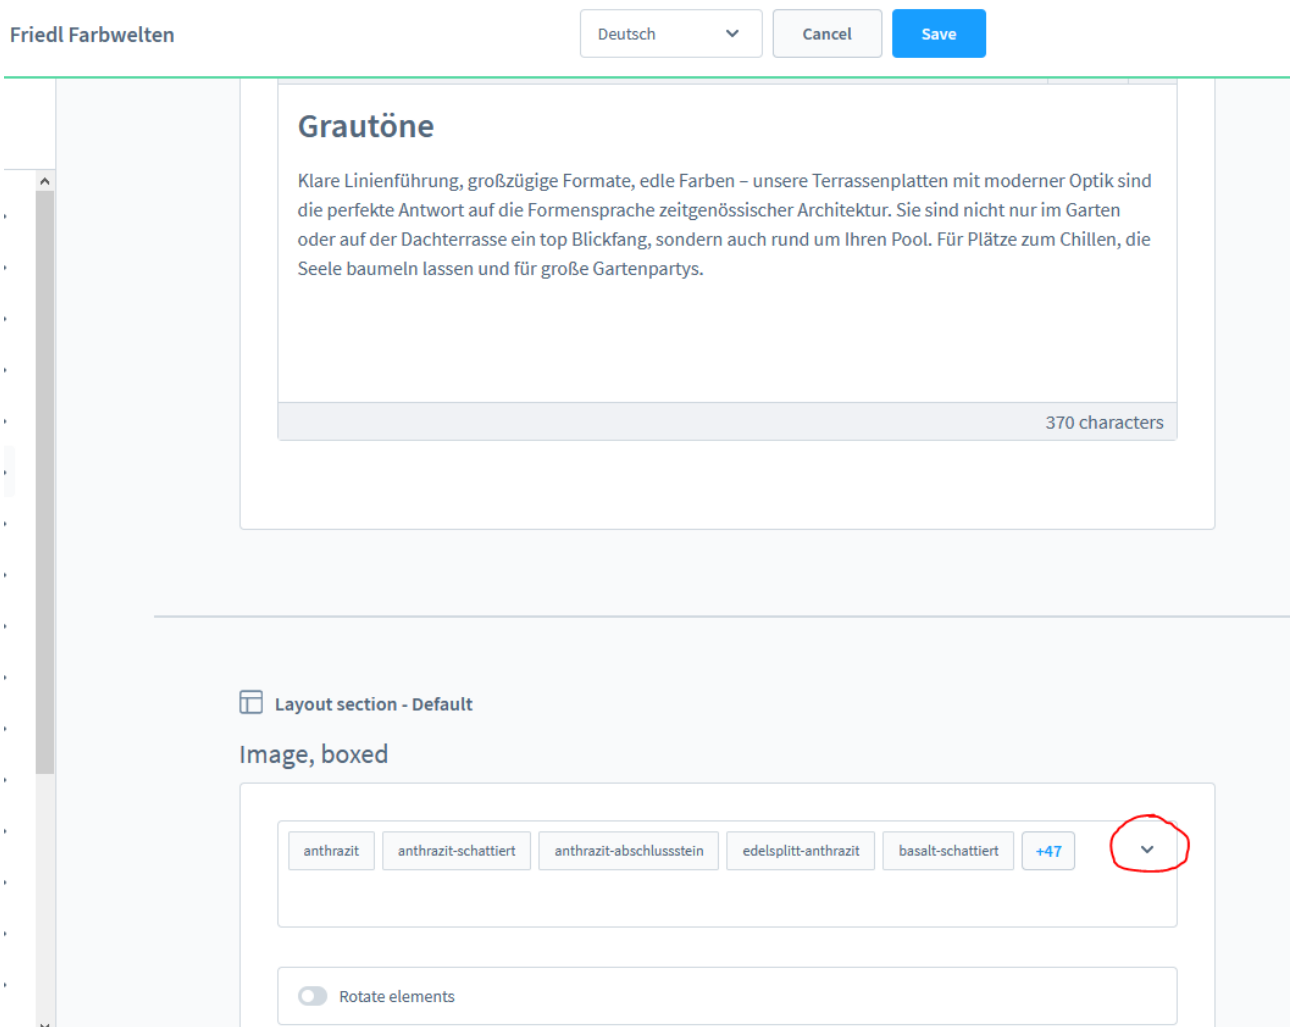 Friedl Farbwelten
Deutsch
Cancel
Save
Grautöne
Klare Linienführung, großzügige Formate, edle Farben – unsere Terrassenplatten mit moderner Optik sind
die perfekte Antwort auf die Formensprache zeitgenössischer Architektur. Sie sind nicht nur im Garten
oder auf der Dachterrasse ein top Blickfang, sondern auch rund um Ihren Pool. Für Plätze zum Chillen, die
Seele baumeln lassen und für große Gartenpartys.
370 characters
Layout section - Default
Image, boxed
anthrazit anthrazit-schattiert anthrazit-abschlussstein edelsplitt-anthrazit basalt-schattiert +47
Rotate elements